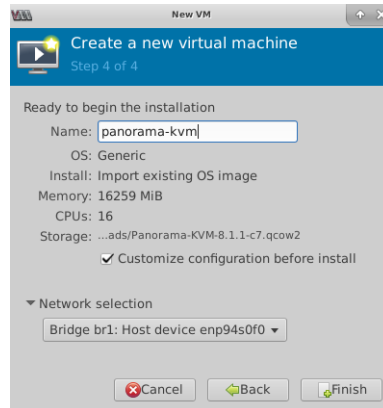 New VM
Create a new virtual machine
Step 4 of 4
Ready to begin the installation
Name: panorama-kvm
OS: Generic
Install: Import existing OS image
Memory: 16259 MiB
CPUs: 16
Storage: ...ads/Panorama-KVM-8.1.1-c7.qcow2
Customize configuration before install
Network selection
Bridge br1: Host device enp94s0f0
Cancel Back Finish